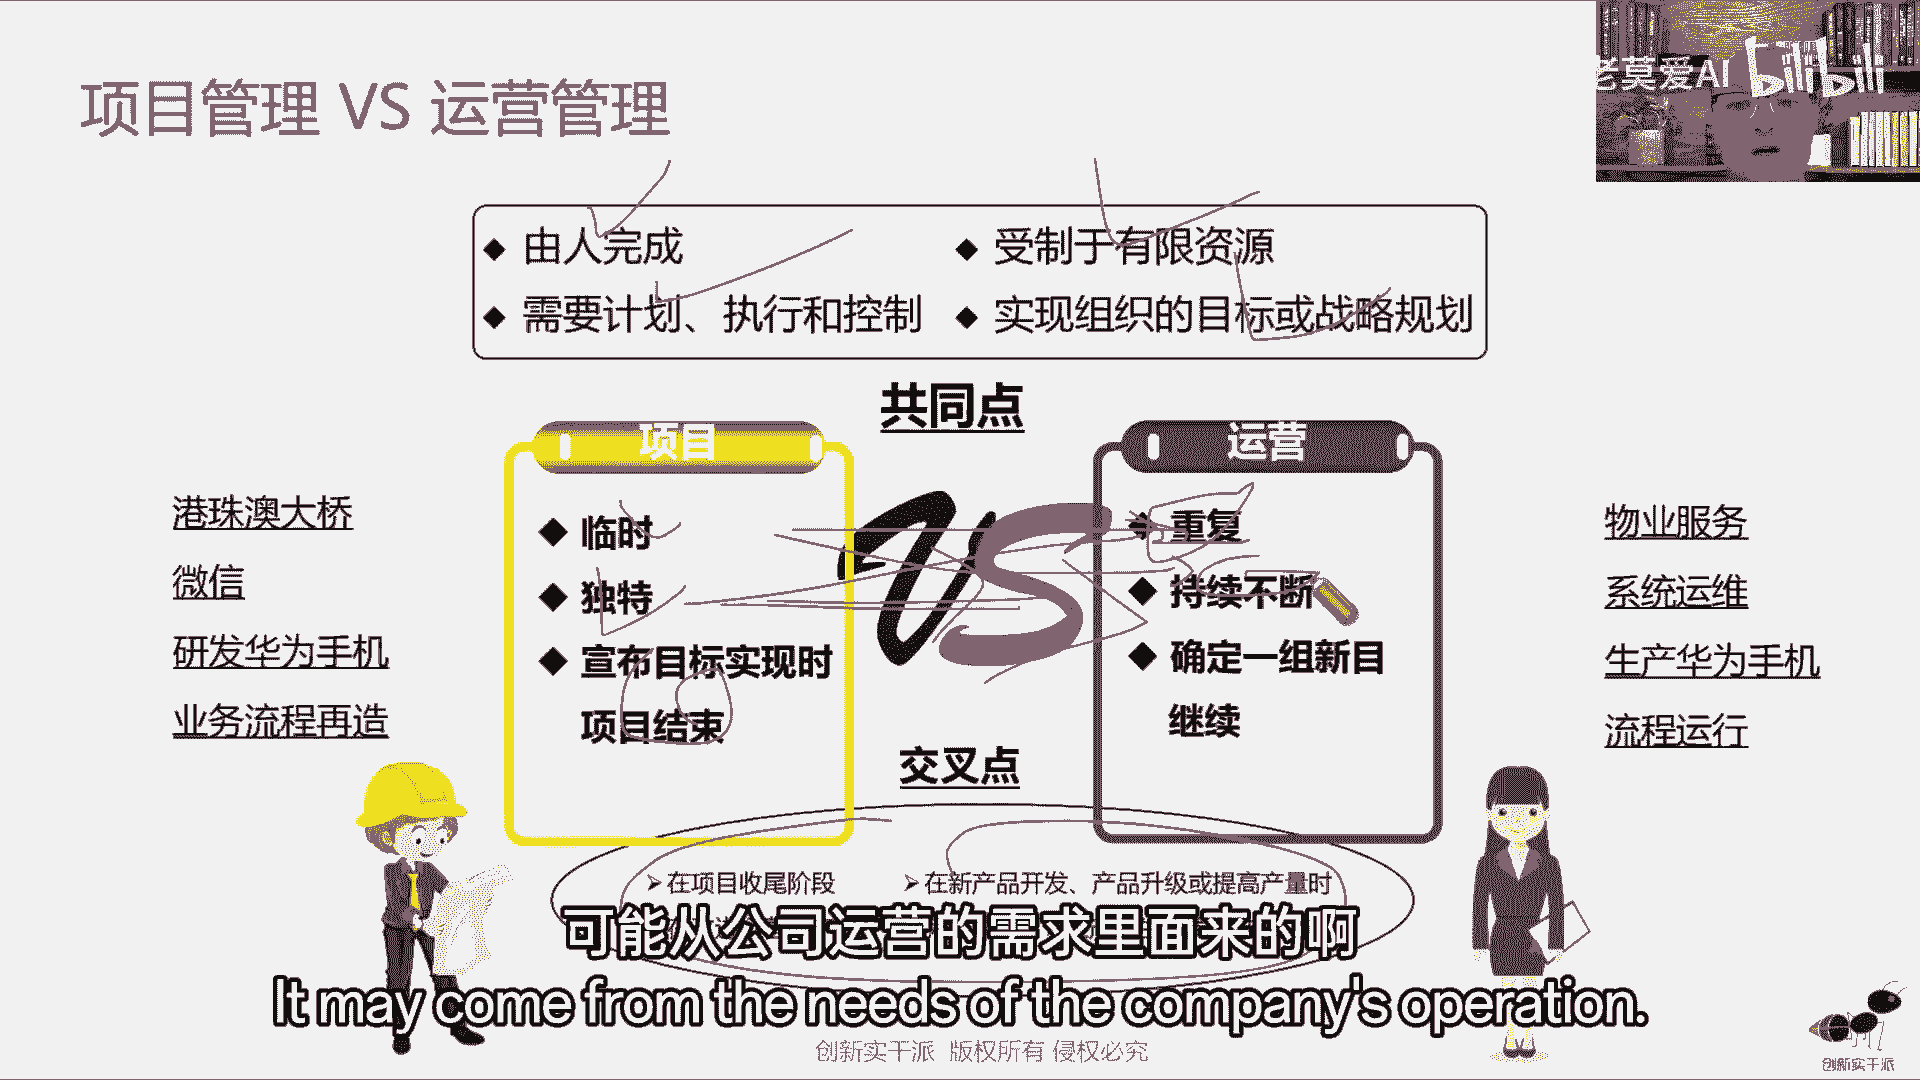 项目管理 VS 运营管理
老莫爱AI bilibili
由人完成
受制于有限资源
需要计划、执行和控制
实现组织的目标或战略规划
共同点
项目
运营
港珠澳大桥
微信
研发华为手机
业务流程再造
临时
独特
宣布目标实现时
项目结束
VS
重复
持续不断
确定一组新目
继续
物业服务
系统运维
生产华为手机
流程运行
交叉点
在项目收尾阶段
在新产品开发、产品升级或提高产量时
可能从公司运营的需求里面来的啊
It may come from the needs of the company's operation.
创新实干派 版权所有 侵权必究
创新实干派